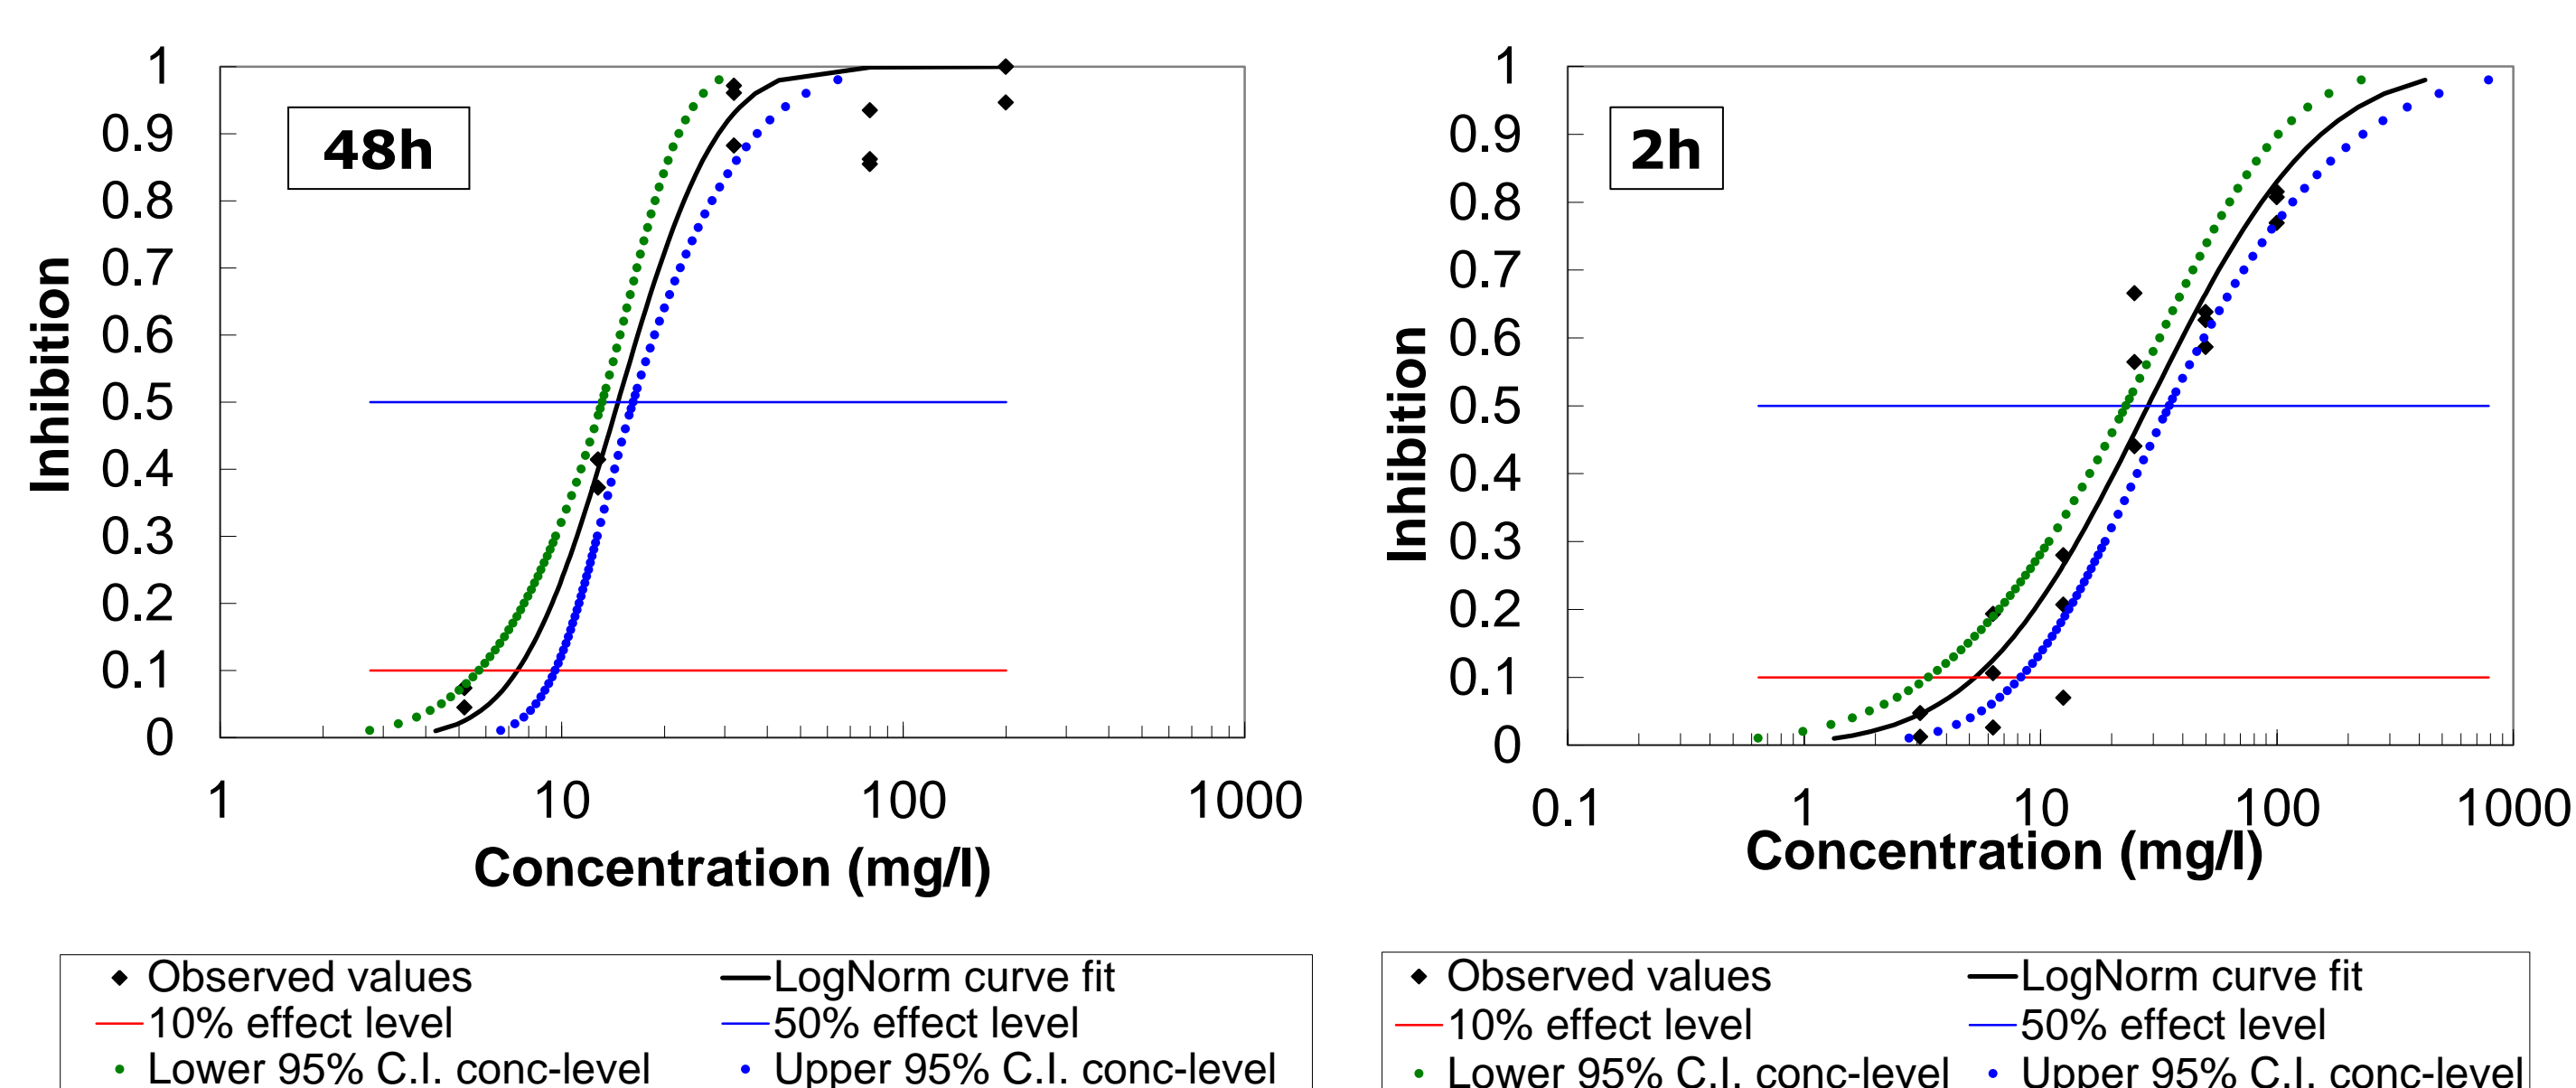 48h
Inhibition
1
0.9
0.8
0.7
0.6
0.5
0.4
0.3
0.2
0.1
0
1 10 100 1000
Concentration (mg/l)
Observed values LogNorm curve fit
10% effect level 50% effect level
Lower 95% C.I. conc-level Upper 95% C.I. conc-level
2h
Inhibition
1
0.9
0.8
0.7
0.6
0.5
0.4
0.3
0.2
0.1
0
0.1 1 10 100 1000
Concentration (mg/l)
Observed values LogNorm curve fit
10% effect level 50% effect level
Lower 95% C.I. conc-level Upper 95% C.I. conc-level